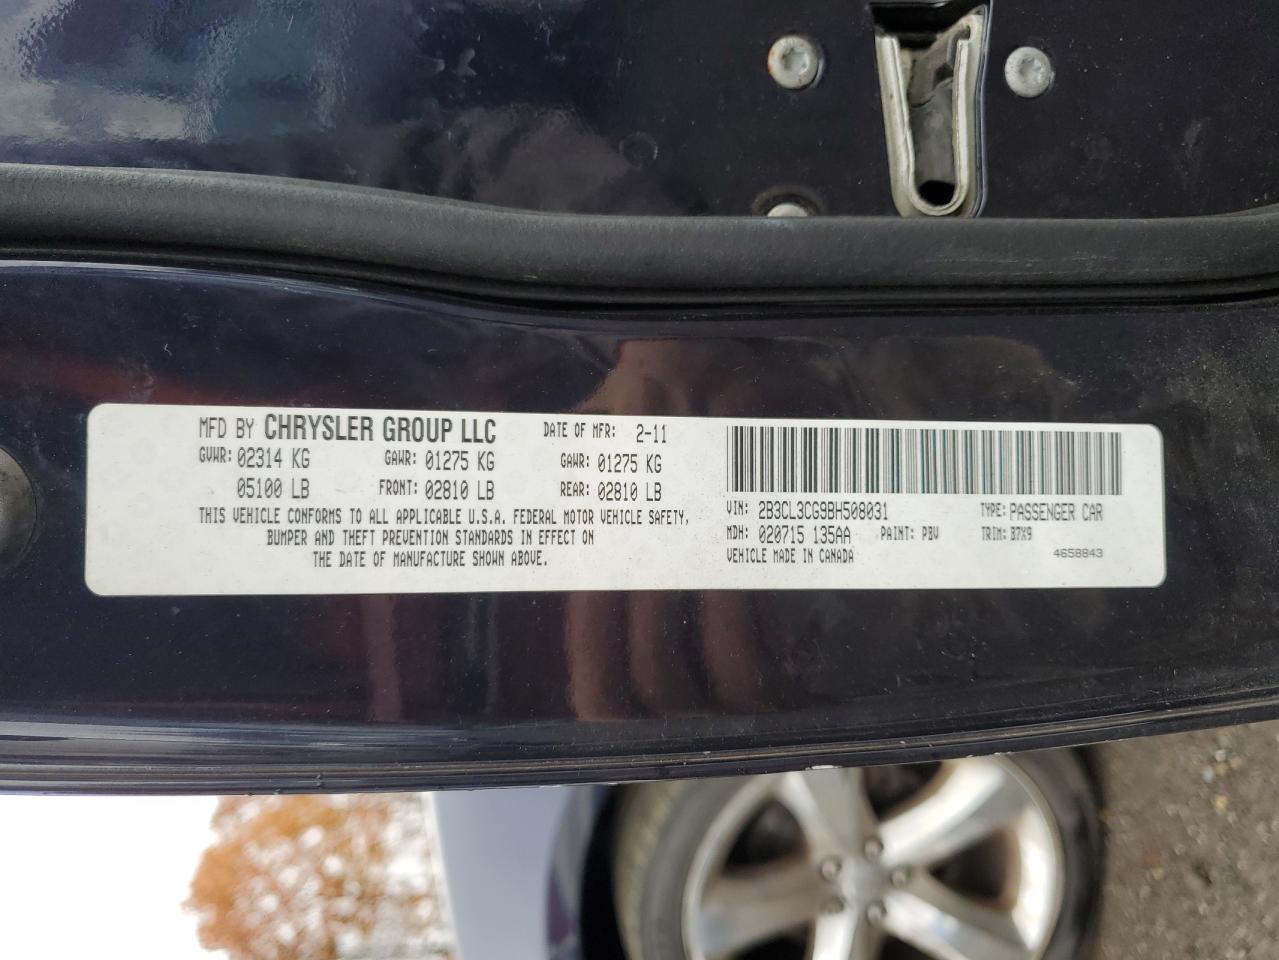 MFD BY CHRYSLER GROUP LLC DATE OF MFR: 2-11
GVWR: 02314 KG GAWR: 01275 KG GAWR: 01275 KG
05100 LB FRONT: 02810 LB REAR: 02810 LB
THIS VEHICLE CONFORMS TO ALL APPLICABLE U.S.A. FEDERAL MOTOR VEHICLE SAFETY,
BUMPER AND THEFT PREVENTION STANDARDS IN EFFECT ON
THE DATE OF MANUFACTURE SHOWN ABOVE.
VIN: 2B3CL3CG9BH508031 TYPE: PASSENGER CAR
MDH: 020715 135AA PAINT: PBV TRIM: B7X9
VEHICLE MADE IN CANADA 4658843